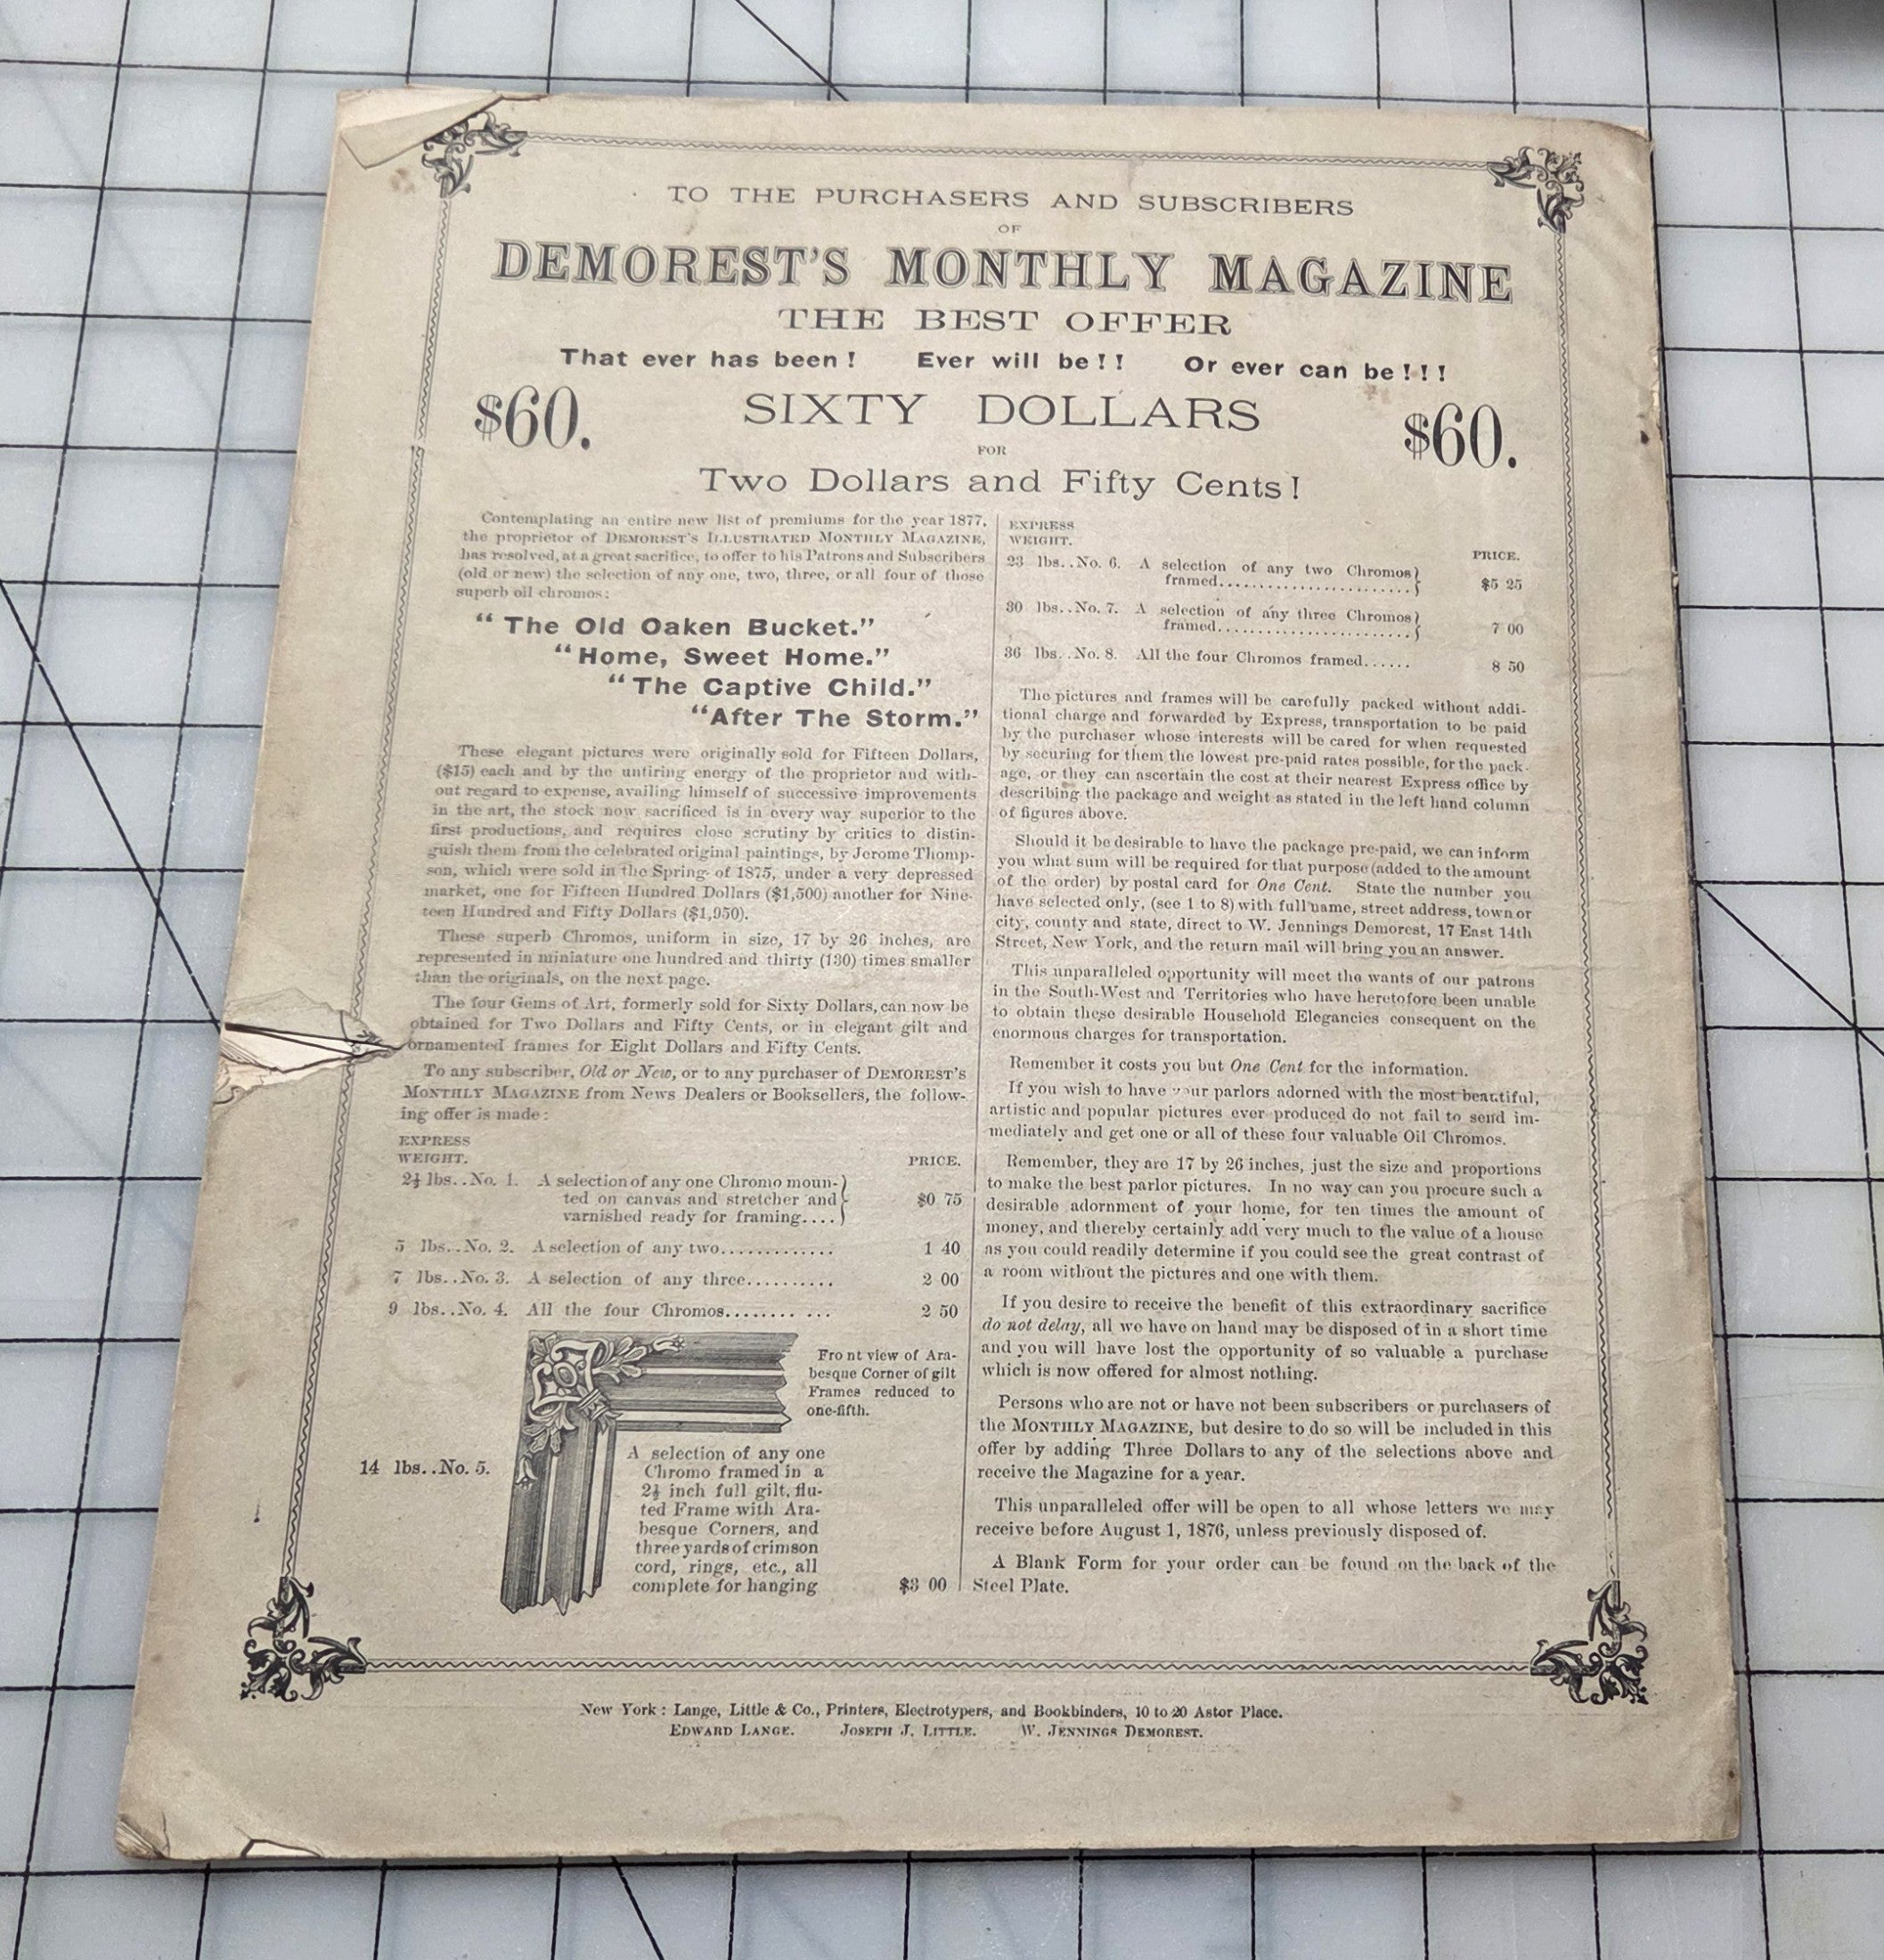 TO THE PURCHASERS AND SUBSCRIBERS
OF
DEMOREST'S MONTHLY MAGAZINE
THE BEST OFFER
That ever has been! Ever will be!! Or ever can be!!!
$60. SIXTY DOLLARS $60.
FOR
Two Dollars and Fifty Cents!
Contemplating an entire new list of premiums for the year 1877,
the proprietor of DEMOREST'S ILLUSTRATED MONTHLY MAGAZINE,
has resolved, at a great sacrifice, to offer to his Patrons and Subscribers
(old or new) the selection of any one, two, three, or all four of those
superb oil chromos:
"The Old Oaken Bucket."
"Home, Sweet Home."
"The Captive Child."
"After The Storm."
These elegant pictures were originally sold for Fifteen Dollars,
($15) each and by the untiring energy of the proprietor and with-
out regard to expense, availing himself of successive improvements
in the art, the stock now sacrificed is in every way superior to the
first productions, and requires close scrutiny by critics to distin-
guish them from the celebrated original paintings, by Jerome Thomp-
son, which were sold in the Spring of 1875, under a very depressed
market, one for Fifteen Hundred Dollars ($1,500) another for Nine-
teen Hundred and Fifty Dollars ($1,950).
These superb Chromos, uniform in size, 17 by 26 inches, are
represented in miniature one hundred and thirty (130) times smaller
than the originals, on the next page.
The four Gems of Art, formerly sold for Sixty Dollars, can now be
obtained for Two Dollars and Fifty Cents, or in elegant gilt and
ornamented frames for Eight Dollars and Fifty Cents.
To any subscriber, Old or New, or to any purchaser of DEMOREST'S
MONTHLY MAGAZINE from News Dealers or Booksellers, the follow-
ing offer is made:
EXPRESS
WEIGHT. PRICE.
2½ lbs..No. 1. A selection of any one Chromo moun-
ted on canvas and stretcher and $0 75
varnished ready for framing....
5 lbs..No. 2. A selection of any two............. 1 40
7 lbs..No. 3. A selection of any three.......... 2 00
9 lbs..No. 4. All the four Chromos........ ... 2 50
Front view of Ara-
besque Corner of gilt
Frames reduced to
one-fifth.
14 lbs..No. 5. A selection of any one
Chromo framed in a
2½ inch full gilt, flu-
ted Frame with Ara-
besque Corners, and
three yards of crimson
cord, rings, etc., all
complete for hanging $3 00
EXPRESS
WEIGHT. PRICE.
23 lbs..No. 6. A selection of any two Chromos
framed......................... $5 25
30 lbs..No. 7. A selection of any three Chromos
framed......................... 7 00
36 lbs..No. 8. All the four Chromos framed...... 8 50
The pictures and frames will be carefully packed without addi-
tional charge and forwarded by Express, transportation to be paid
by the purchaser whose interests will be cared for when requested
by securing for them the lowest pre-paid rates possible, for the pack-
age, or they can ascertain the cost at their nearest Express office by
describing the package and weight as stated in the left hand column
of figures above.
Should it be desirable to have the package pre-paid, we can inform
you what sum will be required for that purpose (added to the amount
of the order) by postal card for One Cent. State the number you
have selected only, (see 1 to 8) with full name, street address, town or
city, county and state, direct to W. Jennings Demorest, 17 East 14th
Street, New York, and the return mail will bring you an answer.
This unparalleled opportunity will meet the wants of our patrons
in the South-West and Territories who have heretofore been unable
to obtain these desirable Household Elegancies consequent on the
enormous charges for transportation.
Remember it costs you but One Cent for the information.
If you wish to have your parlors adorned with the most beautiful,
artistic and popular pictures ever produced do not fail to send im-
mediately and get one or all of these four valuable Oil Chromos.
Remember, they are 17 by 26 inches, just the size and proportions
to make the best parlor pictures. In no way can you procure such a
desirable adornment of your home, for ten times the amount of
money, and thereby certainly add very much to the value of a house
as you could readily determine if you could see the great contrast of
a room without the pictures and one with them.
If you desire to receive the benefit of this extraordinary sacrifice
do not delay, all we have on hand may be disposed of in a short time
and you will have lost the opportunity of so valuable a purchase
which is now offered for almost nothing.
Persons who are not or have not been subscribers or purchasers of
the MONTHLY MAGAZINE, but desire to do so will be included in this
offer by adding Three Dollars to any of the selections above and
receive the Magazine for a year.
This unparalleled offer will be open to all whose letters we may
receive before August 1, 1876, unless previously disposed of.
A Blank Form for your order can be found on the back of the
Steel Plate.
New York: Lange, Little & Co., Printers, Electrotypers, and Bookbinders, 10 to 20 Astor Place.
EDWARD LANGE. JOSEPH J. LITTLE. W. JENNINGS DEMOREST.